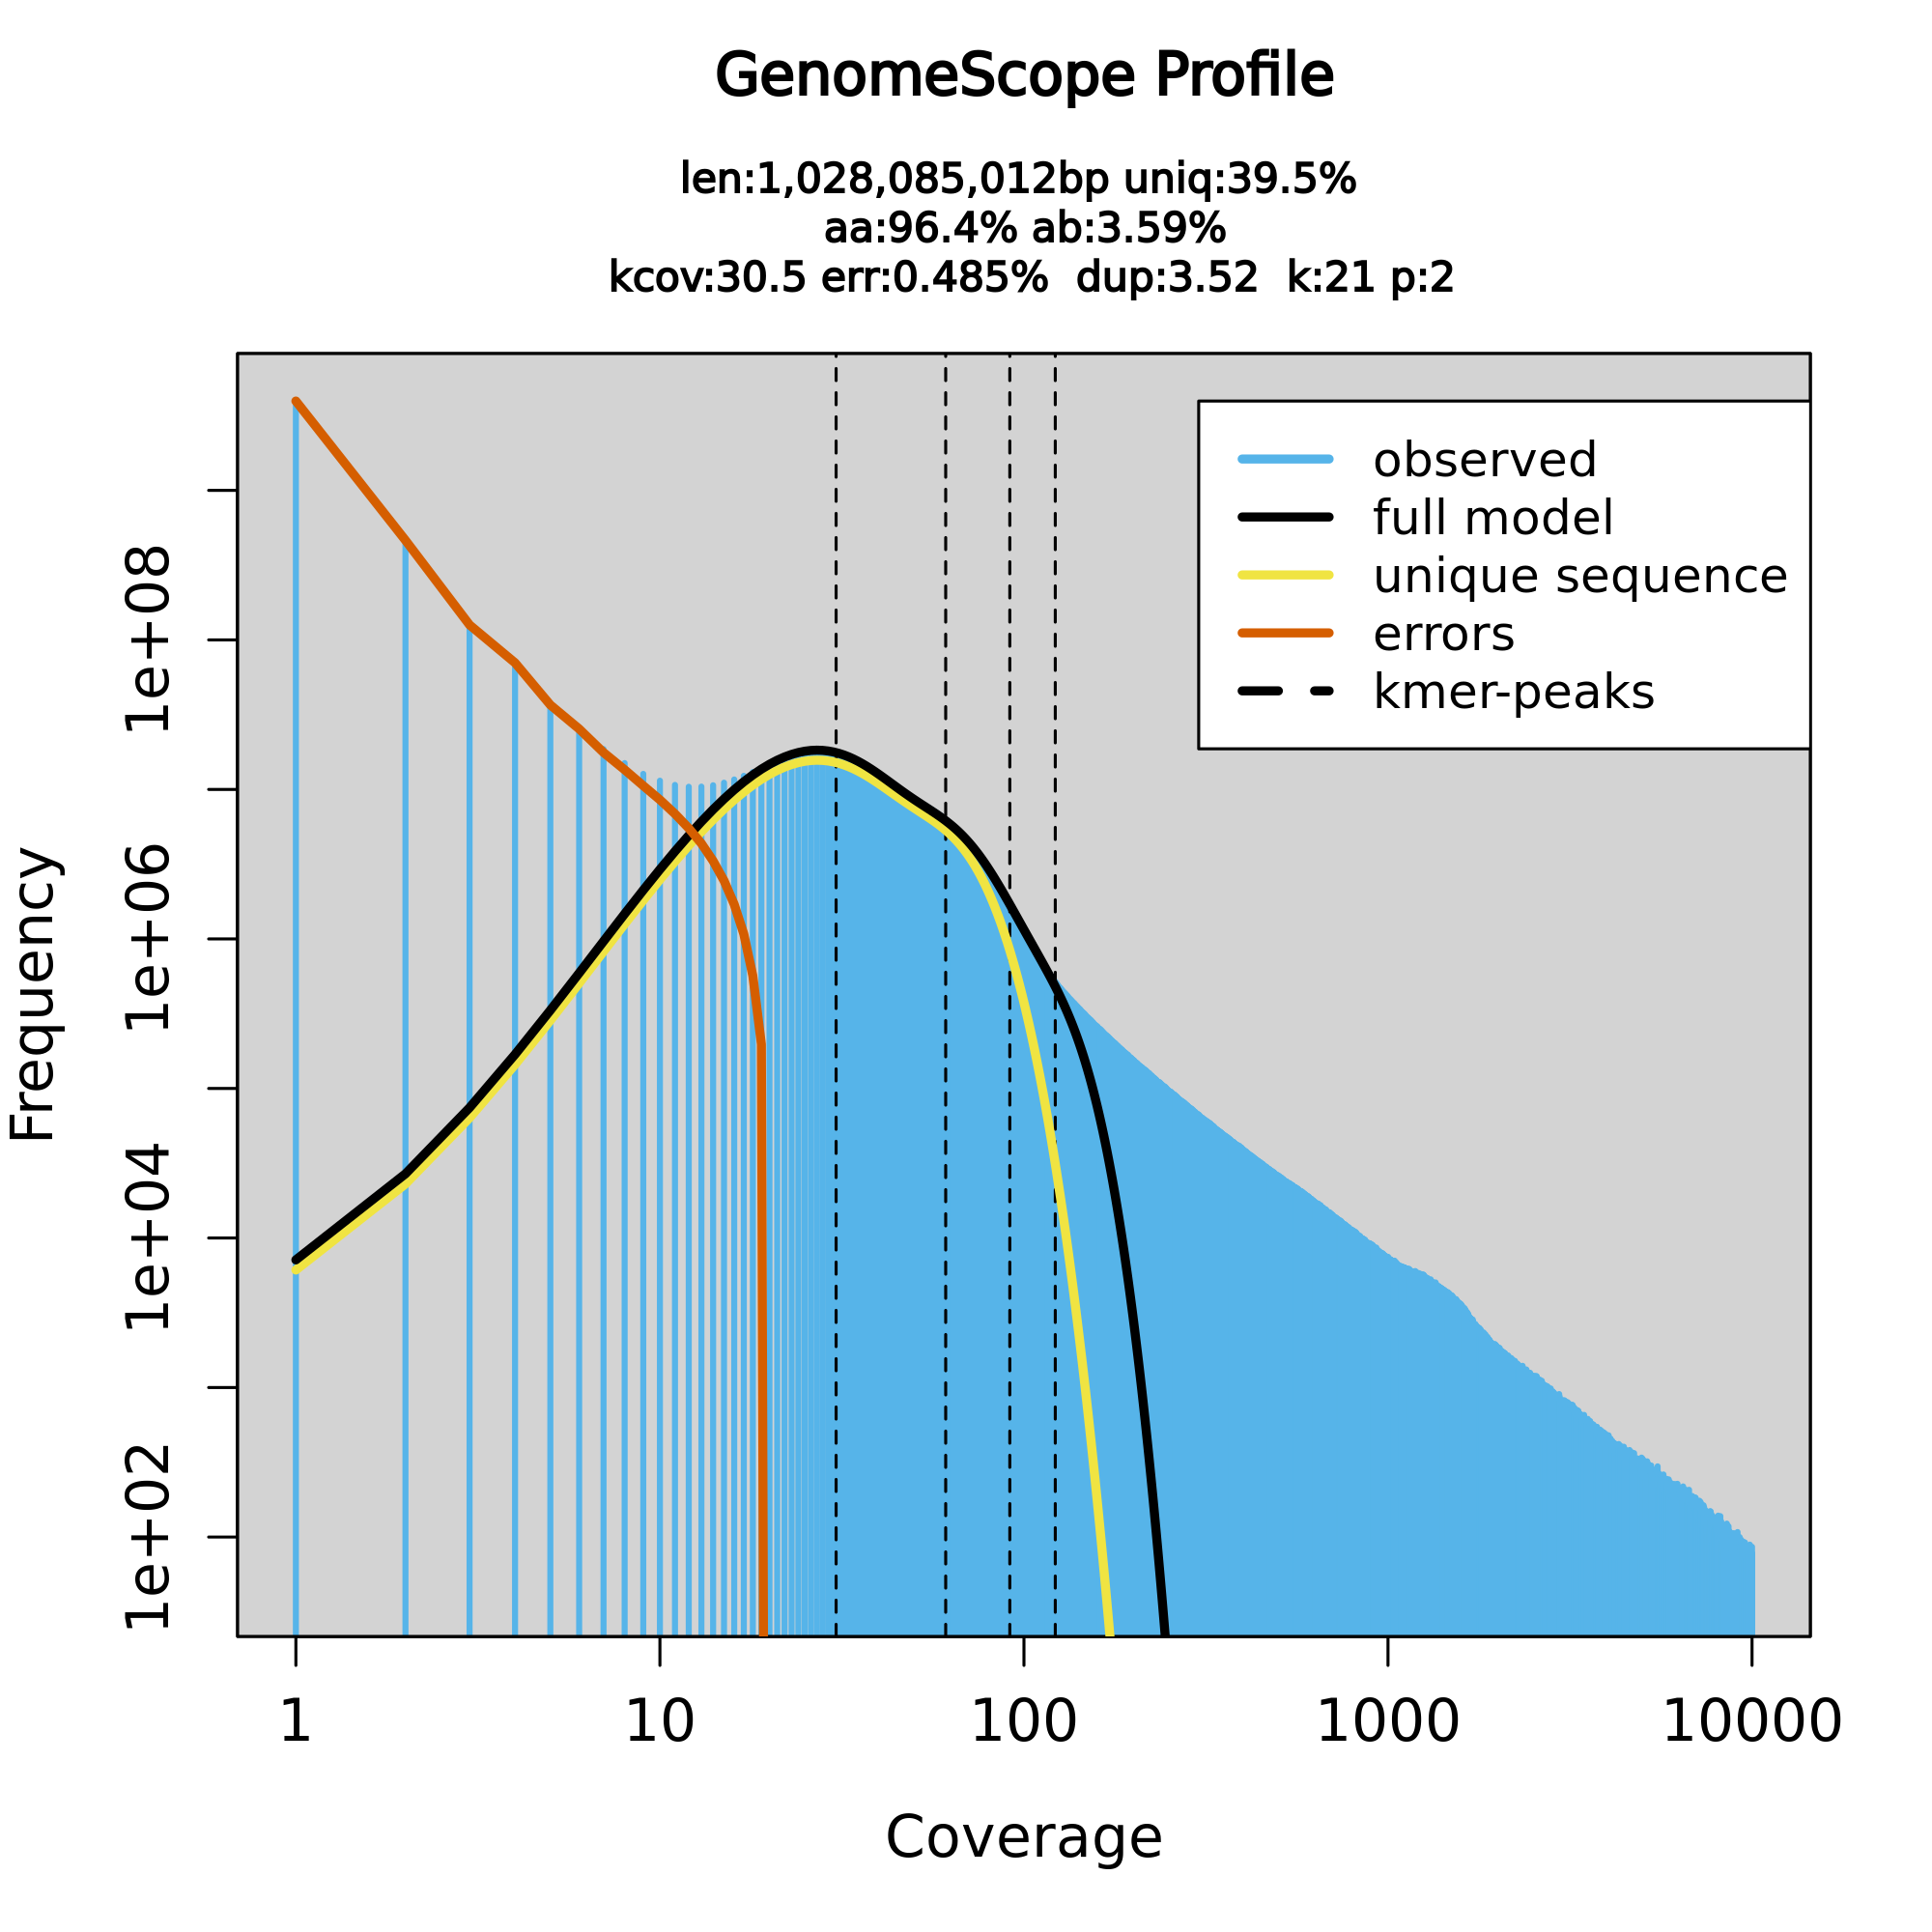 GenomeScope Profile
len:1,028,085,012bp uniq:39.5%
aa:96.4% ab:3.59%
kcov:30.5 err:0.485% dup:3.52 k:21 p:2
observed
full model
unique sequence
errors
kmer-peaks
Frequency
1e+08
1e+06
1e+04
1e+02
1 10 100 1000 10000
Coverage